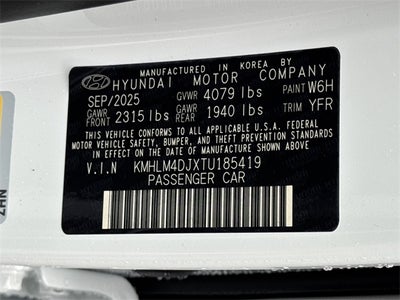 MANUFACTURED IN KOREA BY
HYUNDAI MOTOR COMPANY
SEP/2025 GVWR 4079 lbs PAINT W6H
GAWR FRONT 2315 lbs GAWR REAR 1940 lbs TRIM YFR
THIS VEHICLE CONFORMS TO ALL APPLICABLE U.S.A. FEDERAL
MOTOR VEHICLE SAFETY, BUMPER, AND THEFT PREVENTION STANDARDS
IN EFFECT ON THE DATE OF MANUFACTURE SHOWN ABOVE.
V.I.N KMHLM4DJXTU185419
PASSENGER CAR